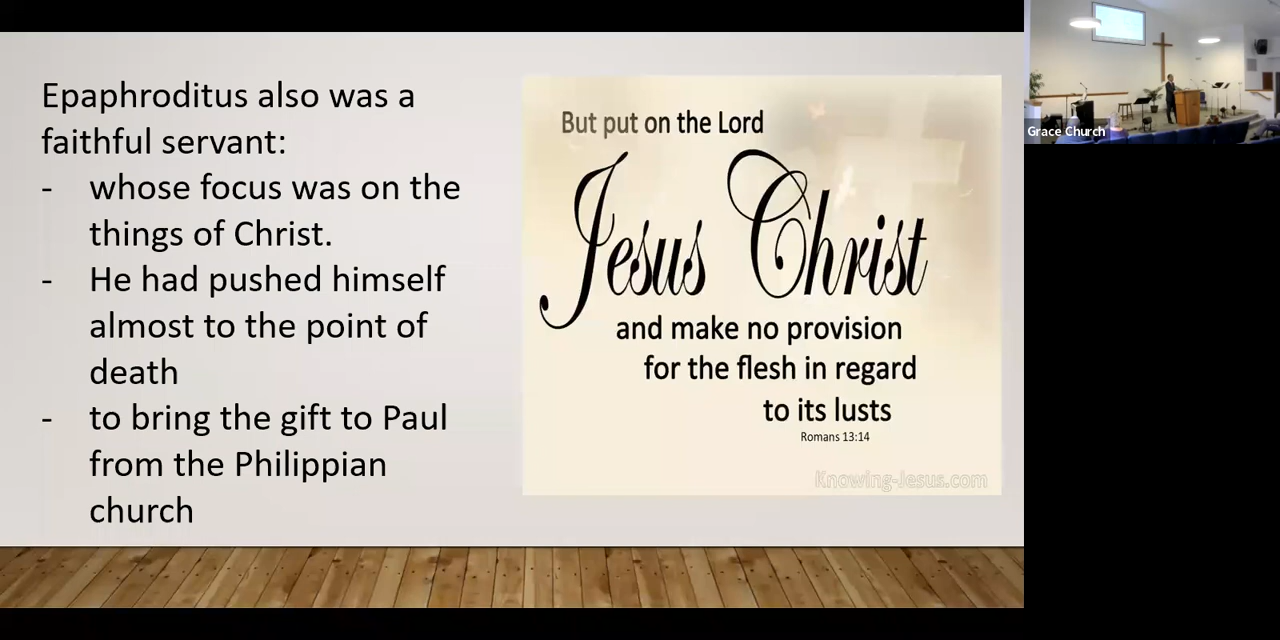 Epaphroditus also was a
faithful servant:
- whose focus was on the
things of Christ.
- He had pushed himself
almost to the point of
death
- to bring the gift to Paul
from the Philippian
church
But put on the Lord
Jesus Christ
and make no provision
for the flesh in regard
to its lusts
Romans 13:14
Knowing-Jesus.com
Grace Church